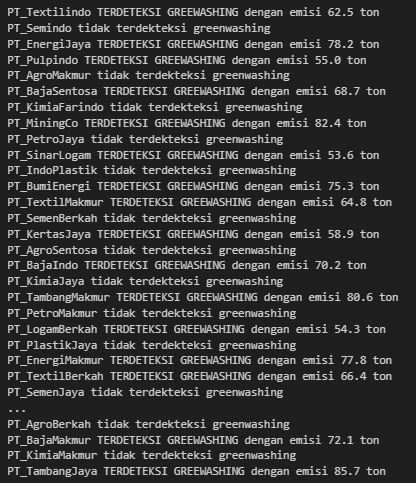 PT_Textilindo TERDETEKSI GREEWASHING dengan emisi 62.5 ton
PT_Semindo tidak terdekteksi greenwashing
PT_EnergiJaya TERDETEKSI GREEWASHING dengan emisi 78.2 ton
PT_Pulpindo TERDETEKSI GREEWASHING dengan emisi 55.0 ton
PT_AgroMakmur tidak terdekteksi greenwashing
PT_BajaSentosa TERDETEKSI GREEWASHING dengan emisi 68.7 ton
PT_KimiaFarindo tidak terdekteksi greenwashing
PT_MiningCo TERDETEKSI GREEWASHING dengan emisi 82.4 ton
PT_PetroJaya tidak terdekteksi greenwashing
PT_SinarLogam TERDETEKSI GREEWASHING dengan emisi 53.6 ton
PT_IndoPlastik tidak terdekteksi greenwashing
PT_BumiEnergi TERDETEKSI GREEWASHING dengan emisi 75.3 ton
PT_TextilMakmur TERDETEKSI GREEWASHING dengan emisi 64.8 ton
PT_SemenBerkah tidak terdekteksi greenwashing
PT_KertasJaya TERDETEKSI GREEWASHING dengan emisi 58.9 ton
PT_AgroSentosa tidak terdekteksi greenwashing
PT_BajaIndo TERDETEKSI GREEWASHING dengan emisi 70.2 ton
PT_KimiaJaya tidak terdekteksi greenwashing
PT_TambangMakmur TERDETEKSI GREEWASHING dengan emisi 80.6 ton
PT_PetroMakmur tidak terdekteksi greenwashing
PT_LogamBerkah TERDETEKSI GREEWASHING dengan emisi 54.3 ton
PT_PlastikJaya tidak terdekteksi greenwashing
PT_EnergiMakmur TERDETEKSI GREEWASHING dengan emisi 77.8 ton
PT_TextilBerkah TERDETEKSI GREEWASHING dengan emisi 66.4 ton
PT_SemenJaya tidak terdekteksi greenwashing
...
PT_AgroBerkah tidak terdekteksi greenwashing
PT_BajaMakmur TERDETEKSI GREEWASHING dengan emisi 72.1 ton
PT_KimiaMakmur tidak terdekteksi greenwashing
PT_TambangJaya TERDETEKSI GREEWASHING dengan emisi 85.7 ton